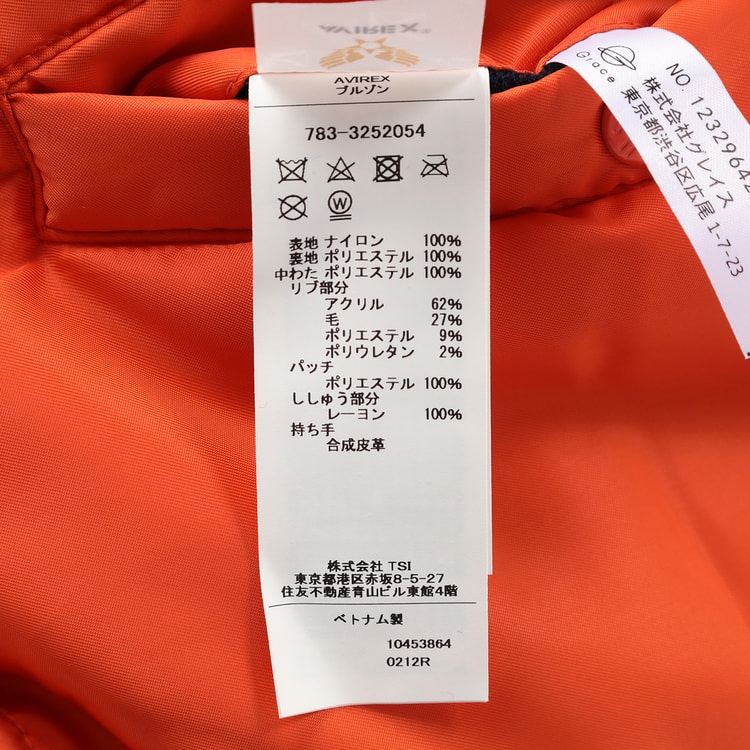 AVIREX®
AVIREX
ブルゾン
783-3252054
W
表地 ナイロン 100%
裏地 ポリエステル 100%
中わた ポリエステル 100%
リブ部分
アクリル 62%
毛 27%
ポリエステル 9%
ポリウレタン 2%
パッチ
ポリエステル 100%
ししゅう部分
レーヨン 100%
持ち手
合成皮革
株式会社 TSI
東京都港区赤坂8-5-27
住友不動産青山ビル東館4階
ベトナム製
10453864
0212R
Grace
NO. 12329642
株式会社グレイス
東京都渋谷区広尾 1-7-23